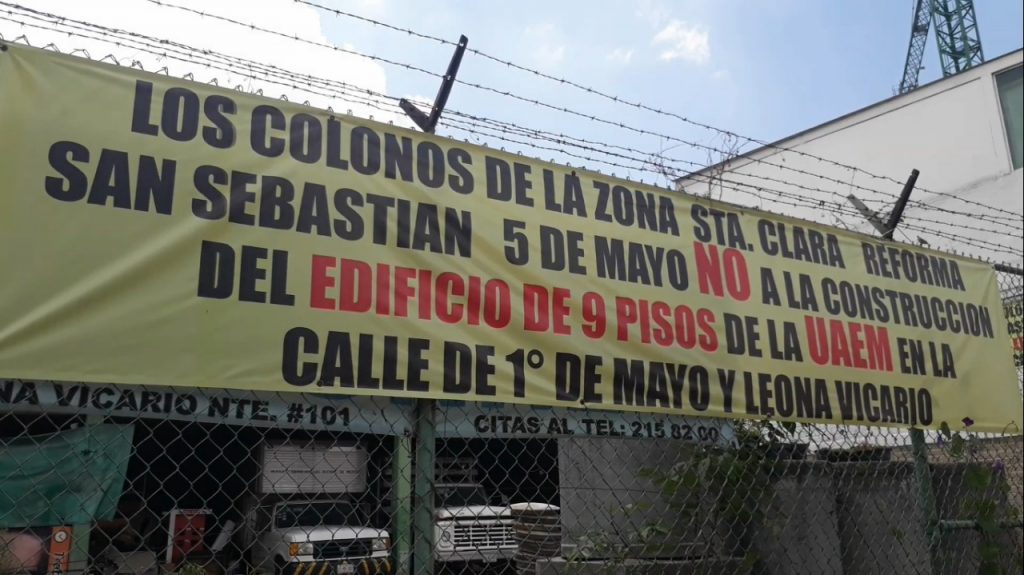 LOS COLONOS DE LA ZONA STA. CLARA REFORMA
SAN SEBASTIAN 5 DE MAYO NO A LA CONSTRUCCION
DEL EDIFICIO DE 9 PISOS DE LA UAEM EN LA
CALLE DE 1° DE MAYO Y LEONA VICARIO
NA VICARIO NTE. #101
CITAS AL TEL: 215 82 00